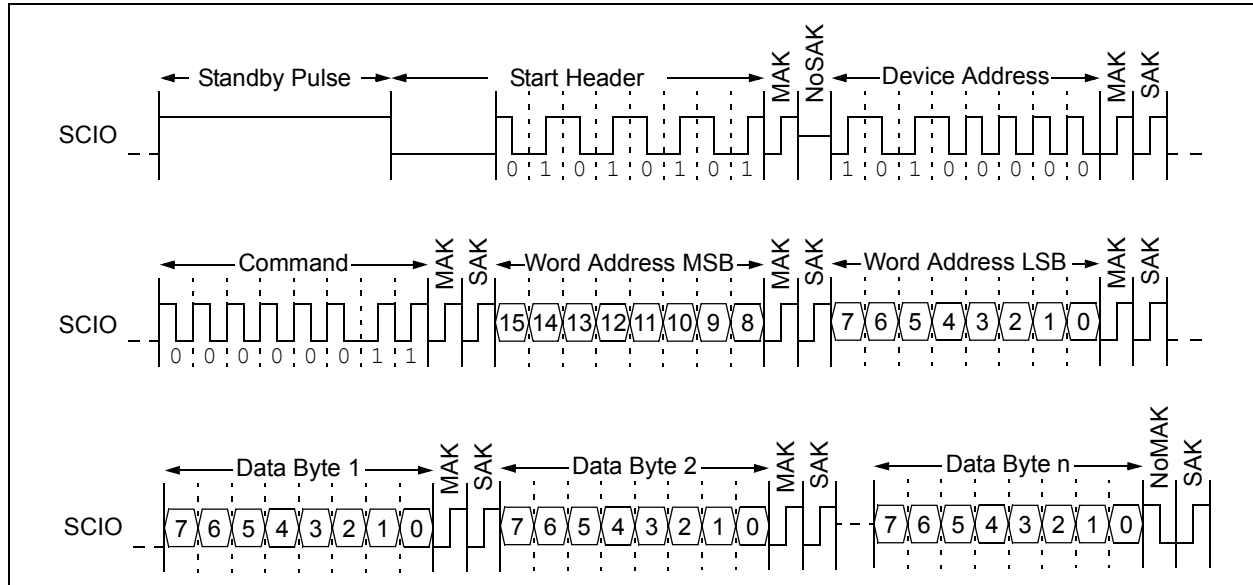 Standby Pulse Start Header MAK NoSAK Device Address MAK SAK
SCIO
0 1 0 1 0 1 0 1 1 0 1 0 0 0 0 0
Command MAK SAK Word Address MSB MAK SAK Word Address LSB MAK SAK
SCIO 15 14 13 12 11 10 9 8 7 6 5 4 3 2 1 0
0 0 0 0 0 0 1 1
Data Byte 1 MAK SAK Data Byte 2 MAK SAK Data Byte n NoMAK SAK
SCIO 7 6 5 4 3 2 1 0 7 6 5 4 3 2 1 0 7 6 5 4 3 2 1 0